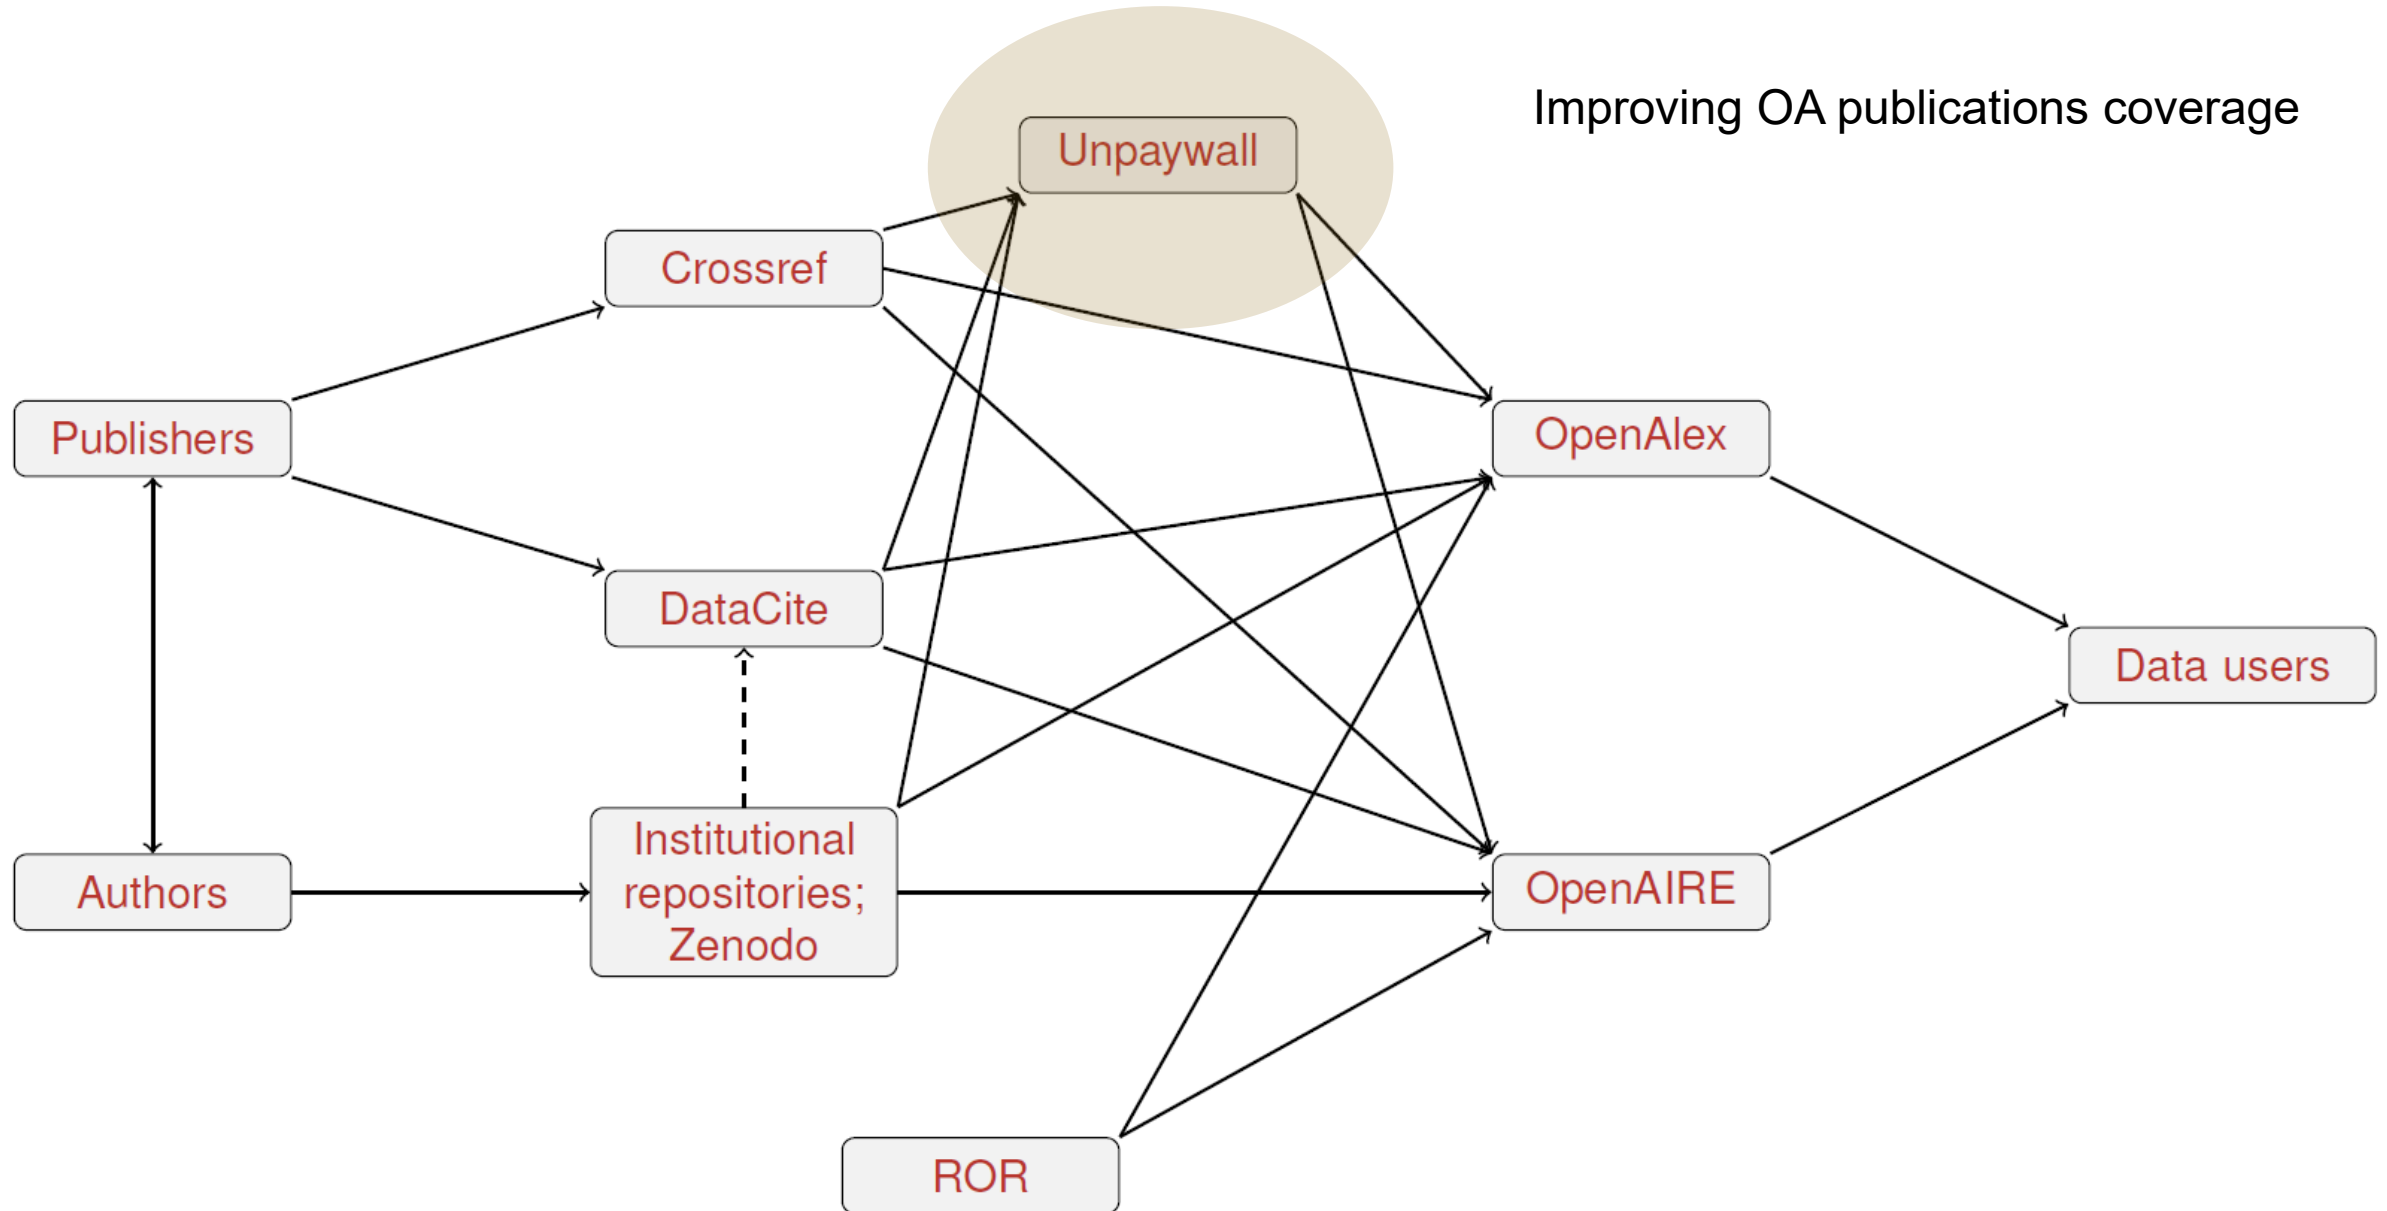 Improving OA publications coverage
Unpaywall
Crossref
Publishers
OpenAlex
DataCite
Data users
Institutional
repositories;
Zenodo
Authors
OpenAIRE
ROR